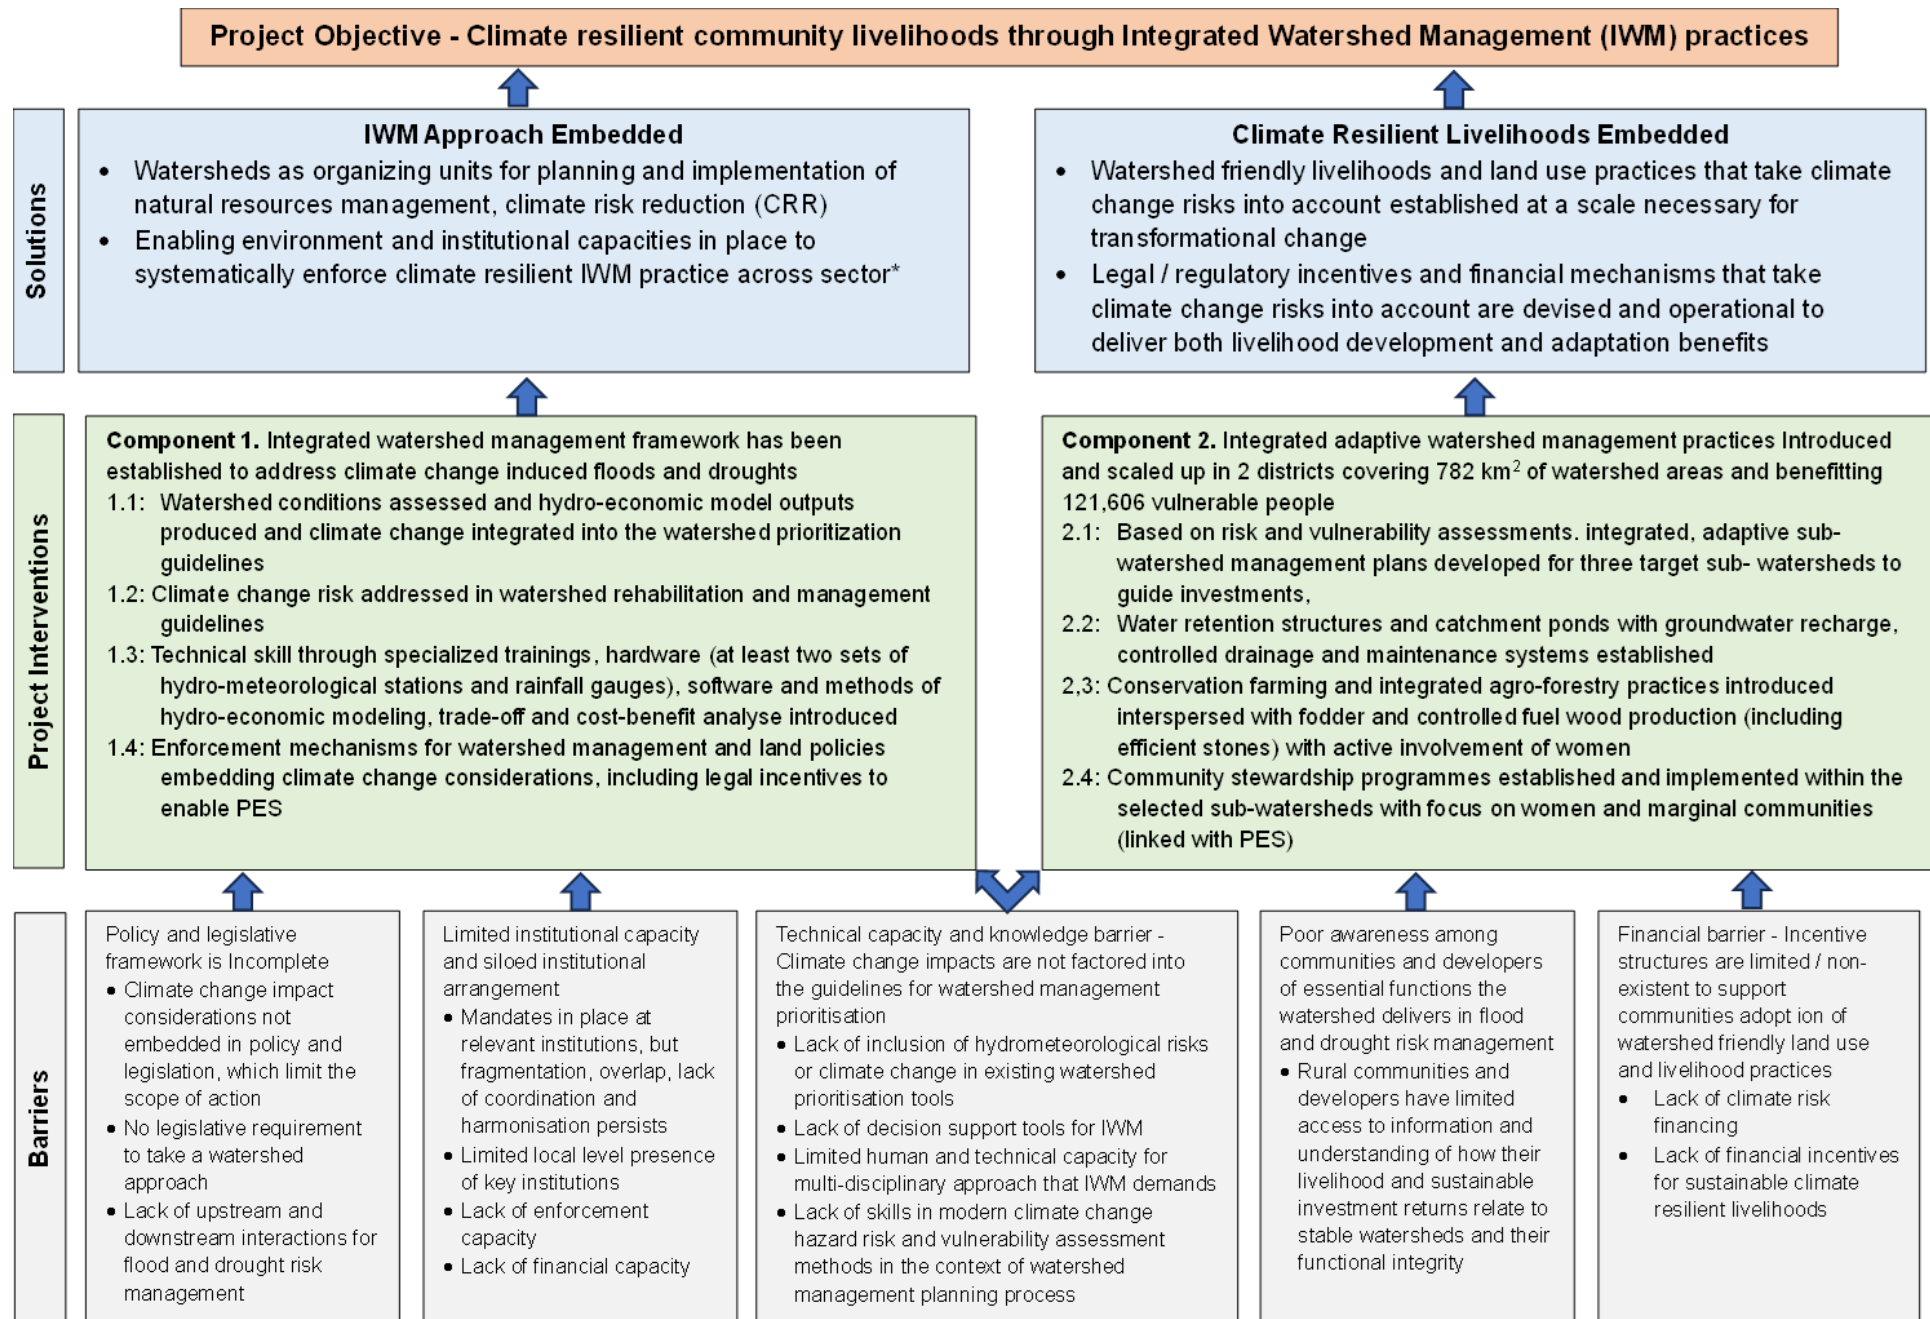 Project Objective - Climate resilient community livelihoods through Integrated Watershed Management (IWM) practices
Solutions
IWM Approach Embedded
• Watersheds as organizing units for planning and implementation of
natural resources management, climate risk reduction (CRR)
• Enabling environment and institutional capacities in place to
systematically enforce climate resilient IWM practice across sector*
Climate Resilient Livelihoods Embedded
• Watershed friendly livelihoods and land use practices that take climate
change risks into account established at a scale necessary for
transformational change
• Legal / regulatory incentives and financial mechanisms that take
climate change risks into account are devised and operational to
deliver both livelihood development and adaptation benefits
Project Interventions
Component 1. Integrated watershed management framework has been
established to address climate change induced floods and droughts
1.1: Watershed conditions assessed and hydro-economic model outputs
produced and climate change integrated into the watershed prioritization
guidelines
1.2: Climate change risk addressed in watershed rehabilitation and management
guidelines
1.3: Technical skill through specialized trainings, hardware (at least two sets of
hydro-meteorological stations and rainfall gauges), software and methods of
hydro-economic modeling, trade-off and cost-benefit analyse introduced
1.4: Enforcement mechanisms for watershed management and land policies
embedding climate change considerations, including legal incentives to
enable PES
Component 2. Integrated adaptive watershed management practices Introduced
and scaled up in 2 districts covering 782 km² of watershed areas and benefitting
121,606 vulnerable people
2.1: Based on risk and vulnerability assessments. integrated, adaptive sub-
watershed management plans developed for three target sub- watersheds to
guide investments,
2.2: Water retention structures and catchment ponds with groundwater recharge,
controlled drainage and maintenance systems established
2,3: Conservation farming and integrated agro-forestry practices introduced
interspersed with fodder and controlled fuel wood production (including
efficient stones) with active involvement of women
2.4: Community stewardship programmes established and implemented within the
selected sub-watersheds with focus on women and marginal communities
(linked with PES)
Barriers
Policy and legislative
framework is Incomplete
• Climate change impact
considerations not
embedded in policy and
legislation, which limit the
scope of action
• No legislative requirement
to take a watershed
approach
• Lack of upstream and
downstream interactions for
flood and drought risk
management
Limited institutional capacity
and siloed institutional
arrangement
• Mandates in place at
relevant institutions, but
fragmentation, overlap, lack
of coordination and
harmonisation persists
• Limited local level presence
of key institutions
• Lack of enforcement
capacity
• Lack of financial capacity
Technical capacity and knowledge barrier -
Climate change impacts are not factored into
the guidelines for watershed management
prioritisation
• Lack of inclusion of hydrometeorological risks
or climate change in existing watershed
prioritisation tools
• Lack of decision support tools for IWM
• Limited human and technical capacity for
multi-disciplinary approach that IWM demands
• Lack of skills in modern climate change
hazard risk and vulnerability assessment
methods in the context of watershed
management planning process
Poor awareness among
communities and developers
of essential functions the
watershed delivers in flood
and drought risk management
• Rural communities and
developers have limited
access to information and
understanding of how their
livelihood and sustainable
investment returns relate to
stable watersheds and their
functional integrity
Financial barrier - Incentive
structures are limited / non-
existent to support
communities adoption of
watershed friendly land use
and livelihood practices
• Lack of climate risk
financing
• Lack of financial incentives
for sustainable climate
resilient livelihoods